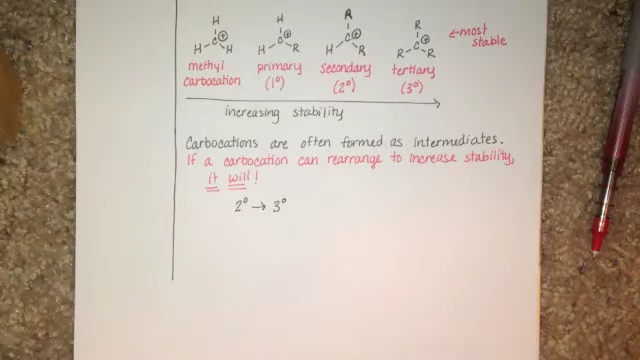 H H R R
C⊕ C⊕ C⊕ C⊕
H H H R H R R R
←most stable
methyl carbocation
primary (1°)
secondary (2°)
tertiary (3°)
increasing stability
Carbocations are often formed as intermediates.
If a carbocation can rearrange to increase stability,
it will!
2° → 3°